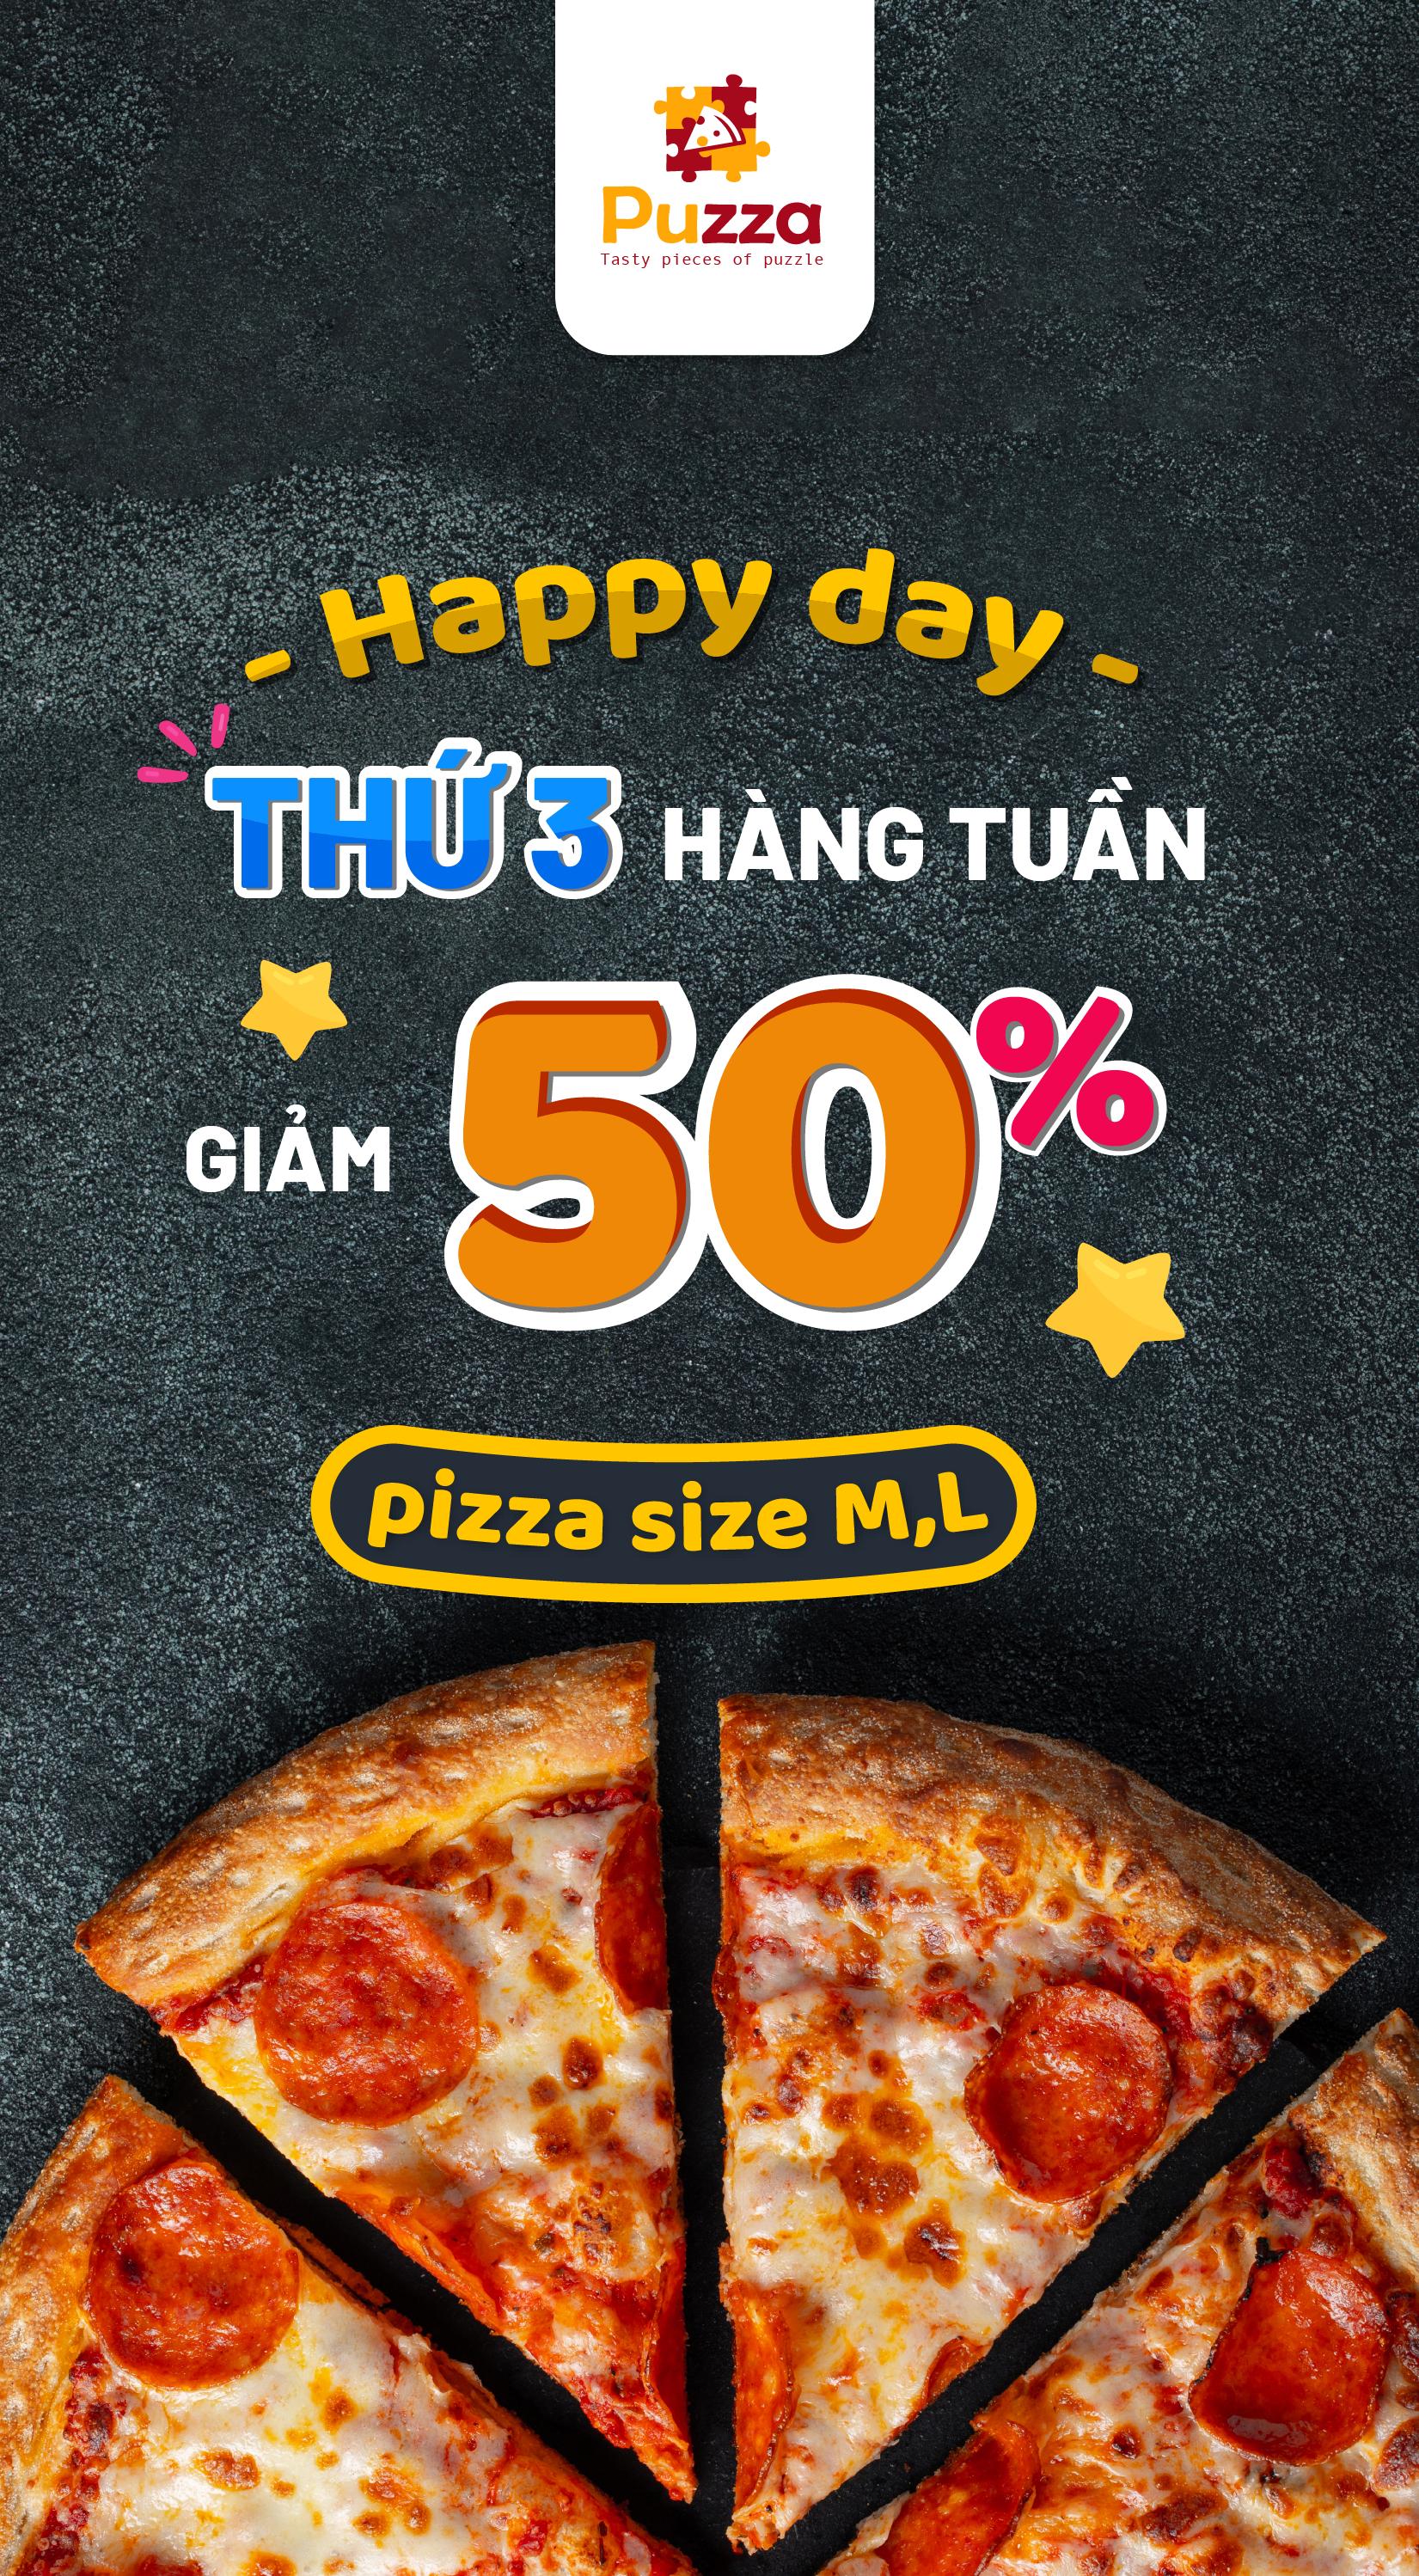 Puzza
Tasty pieces of puzzle
- Happy day -
THỨ 3 HÀNG TUẦN
GIẢM 50%
pizza size M,L